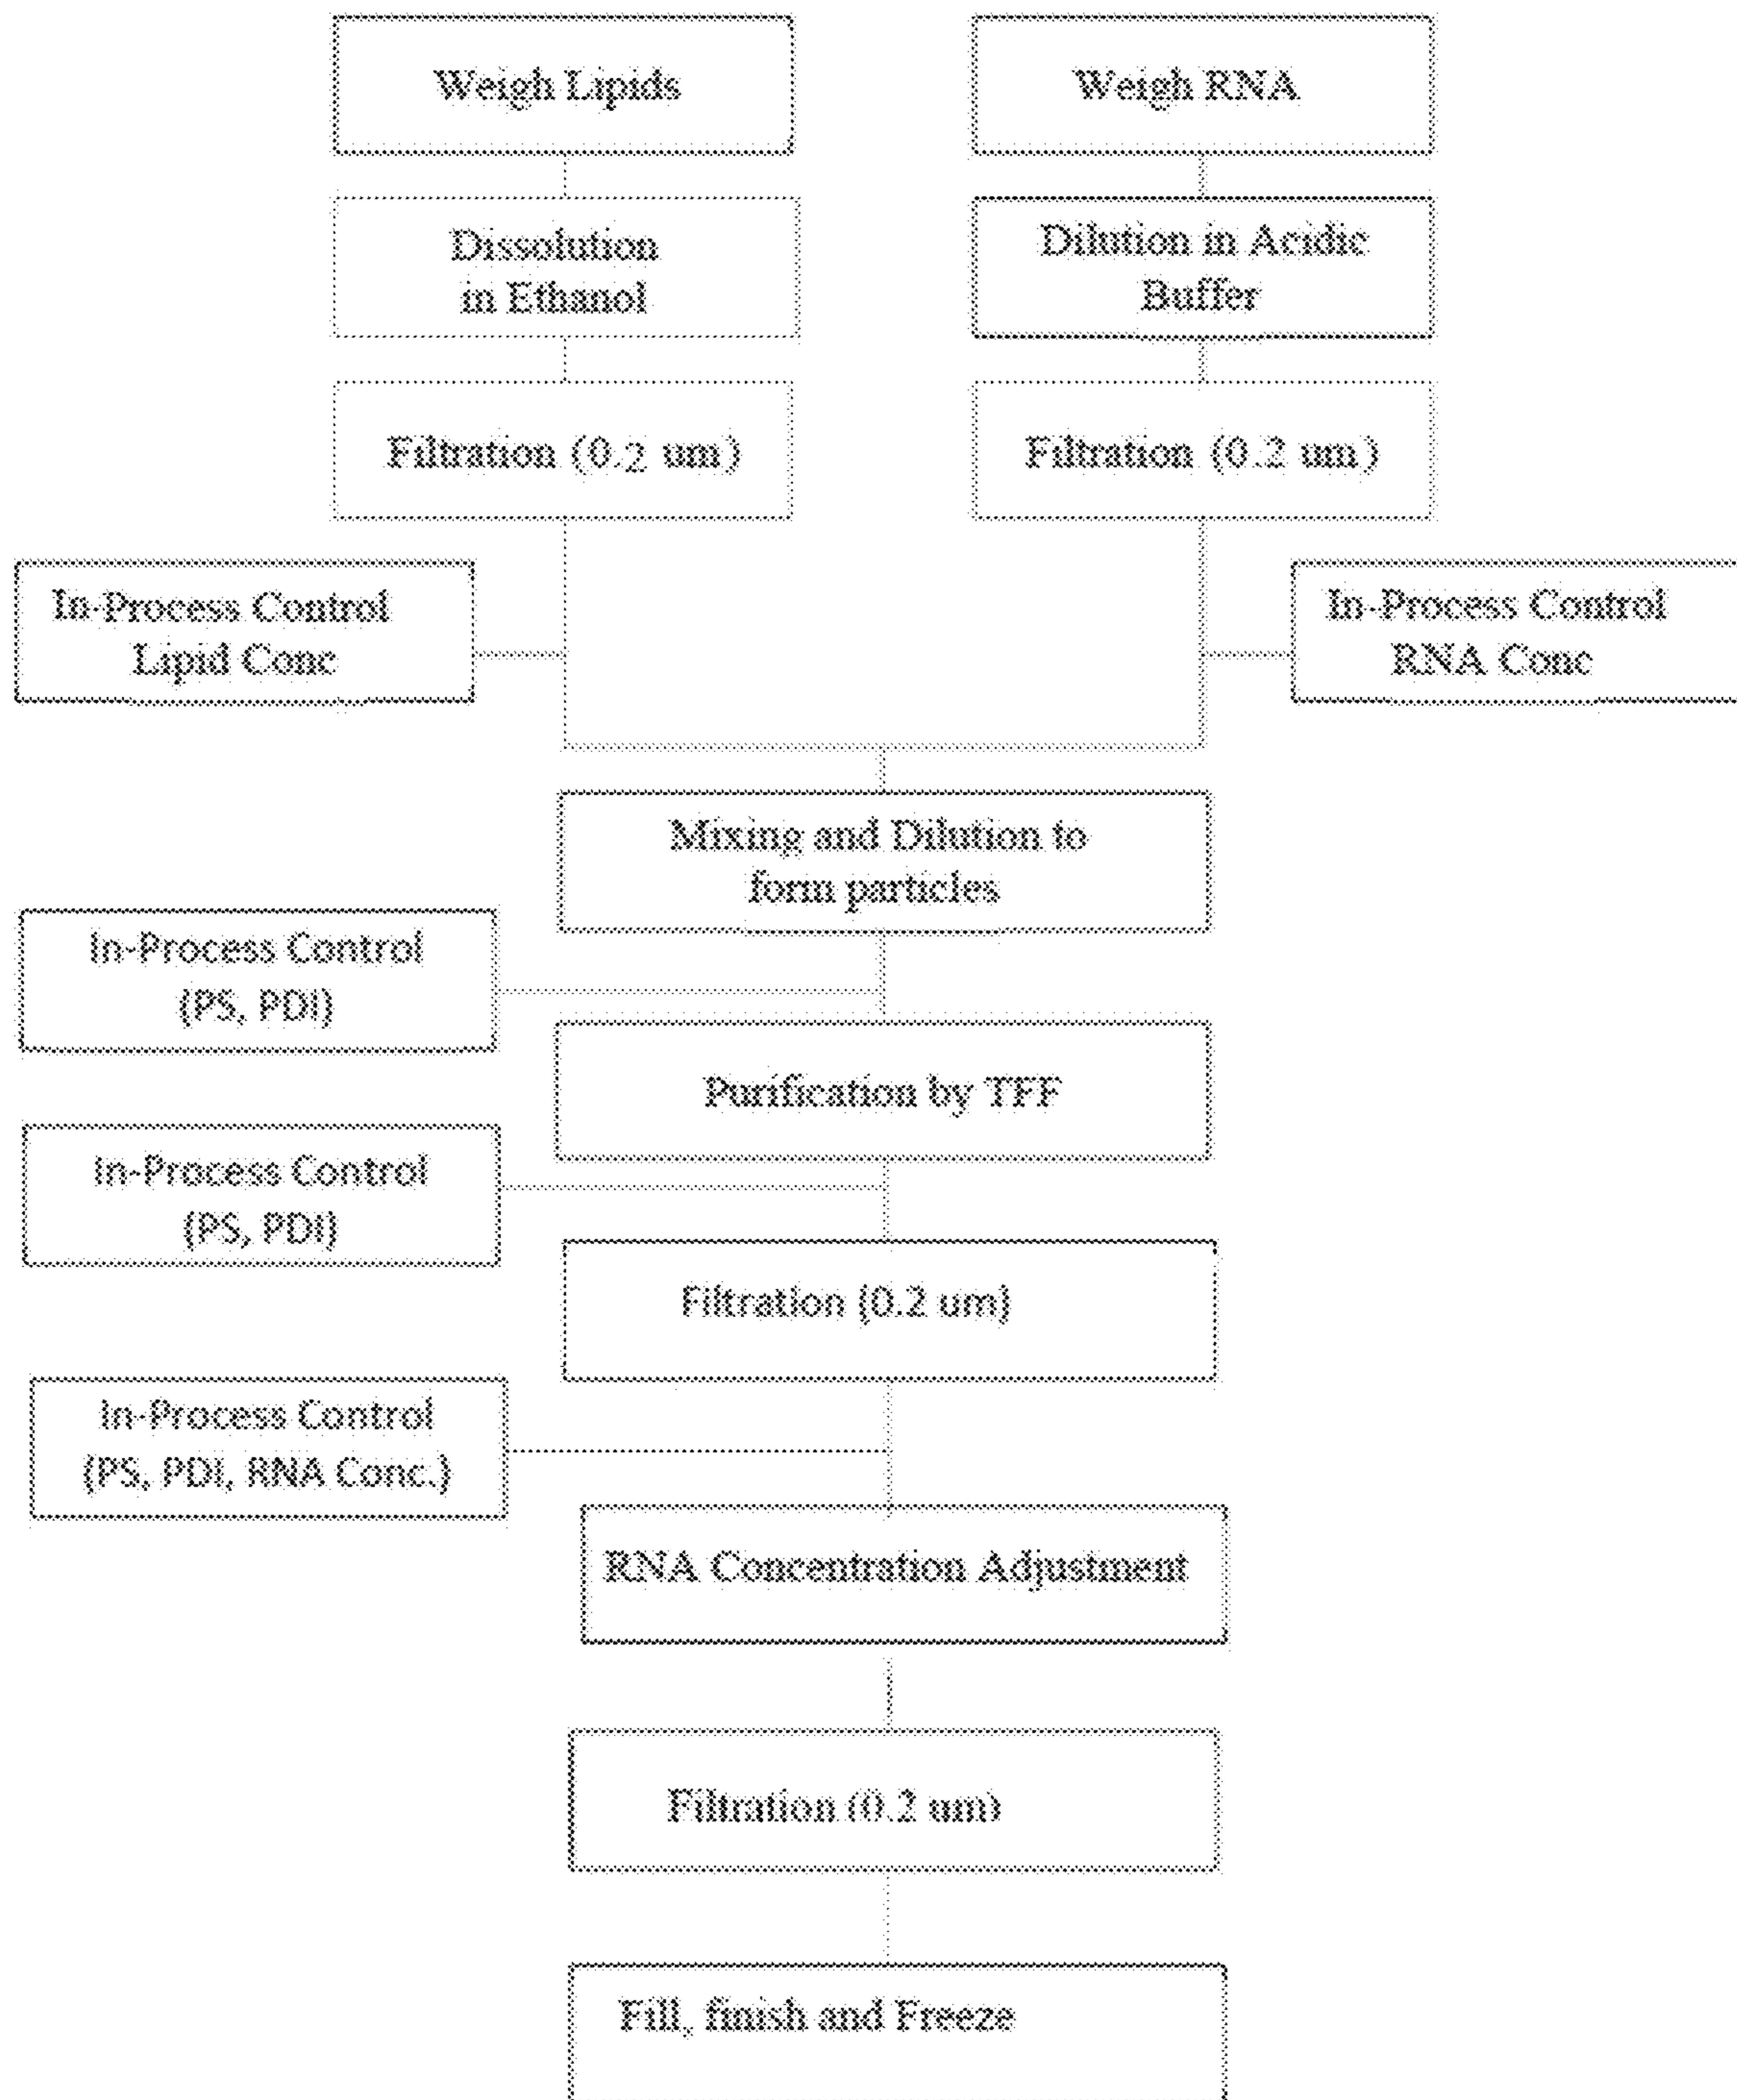 Weigh Lipids
Weigh RNA
Dissolution
in Ethanol
Dilution in Acidic
Buffer
Filtration (0.2 um)
Filtration (0.2 um)
In-Process Control
Lipid Conc
In-Process Control
RNA Conc
Mixing and Dilution to
form particles
In-Process Control
(PS, PDI)
Purification by TFF
In-Process Control
(PS, PDI)
Filtration (0.2 um)
In-Process Control
(PS, PDI, RNA Conc.)
RNA Concentration Adjustment
Filtration (0.2 um)
Fill, finish and Freeze